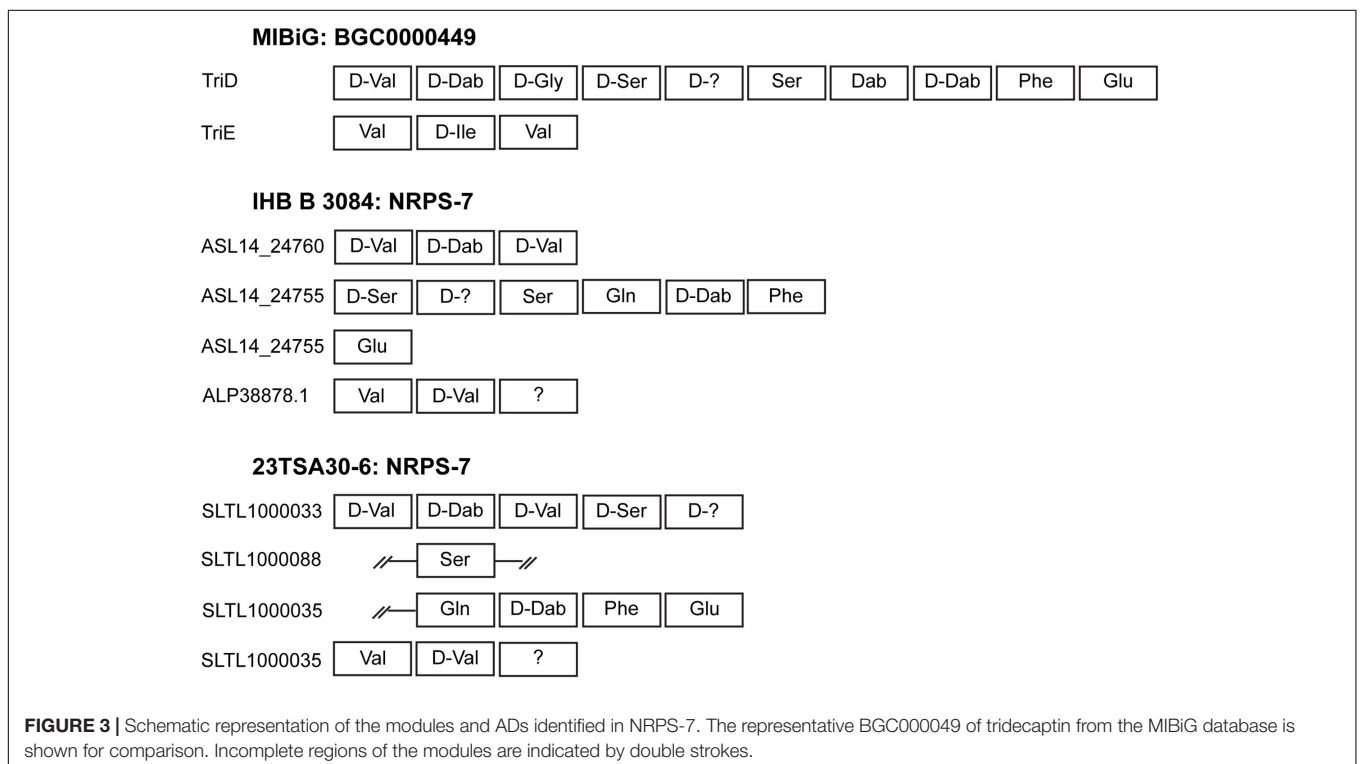 MIBiG: BGC0000449
TriD D-Val D-Dab D-Gly D-Ser D-? Ser Dab D-Dab Phe Glu
TriE Val D-Ile Val
IHB B 3084: NRPS-7
ASL14_24760 D-Val D-Dab D-Val
ASL14_24755 D-Ser D-? Ser Gln D-Dab Phe
ASL14_24755 Glu
ALP38878.1 Val D-Val ?
23TSA30-6: NRPS-7
SLTL1000033 D-Val D-Dab D-Val D-Ser D-?
SLTL1000088 Ser
SLTL1000035 Gln D-Dab Phe Glu
SLTL1000035 Val D-Val ?
FIGURE 3 | Schematic representation of the modules and ADs identified in NRPS-7. The representative BGC000049 of tridecaptin from the MIBiG database is
shown for comparison. Incomplete regions of the modules are indicated by double strokes.